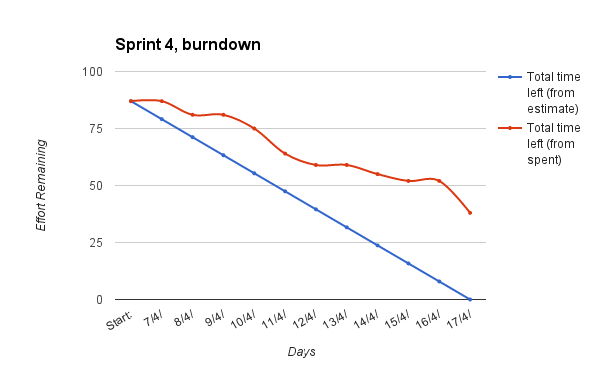 Sprint 4, burndown
100
75
50
25
0
Effort Remaining
Start:
7/4/
8/4/
9/4/
10/4/
11/4/
12/4/
13/4/
14/4/
15/4/
16/4/
17/4/
Days
Total time
left (from
estimate)
Total time
left (from
spent)